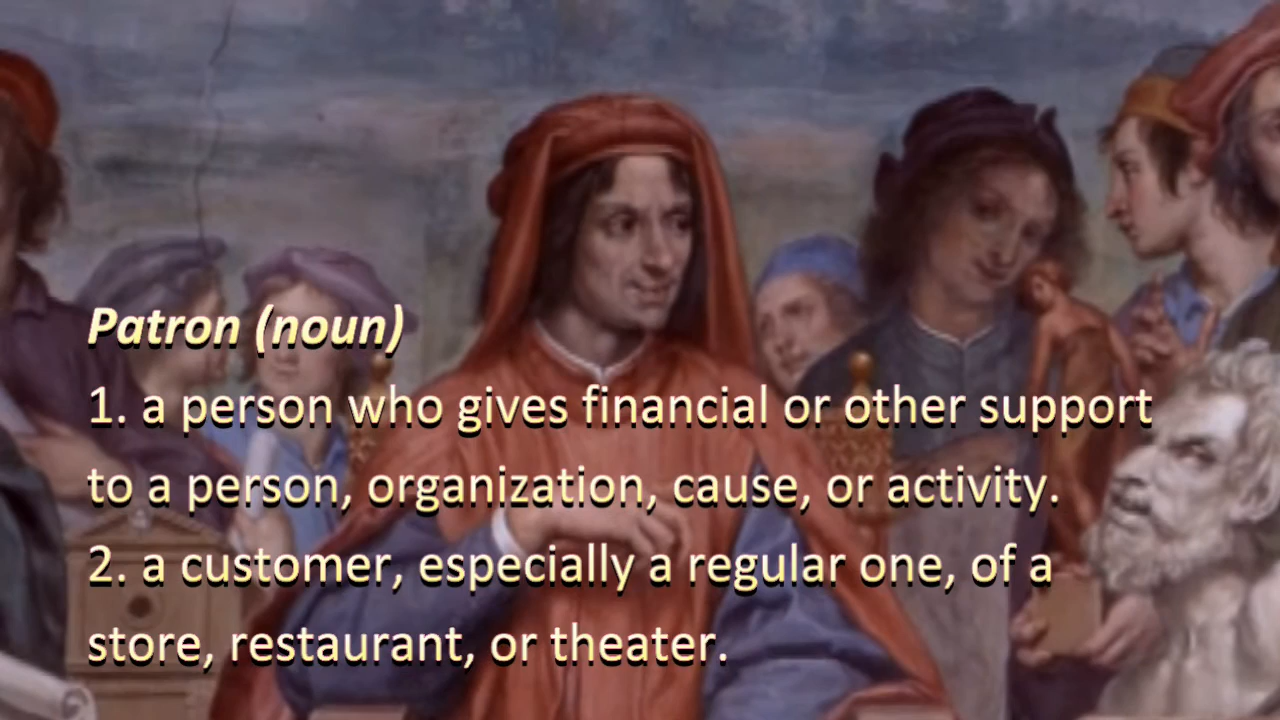 Patron (noun)
1. a person who gives financial or other support
to a person, organization, cause, or activity.
2. a customer, especially a regular one, of a
store, restaurant, or theater.